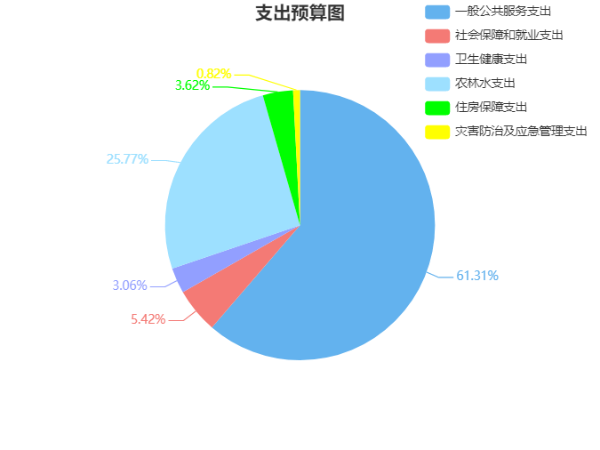 支出预算图
一般公共服务支出
社会保障和就业支出
卫生健康支出
农林水支出
住房保障支出
灾害防治及应急管理支出
0.82%
3.62%
25.77%
61.31%
3.06%
5.42%